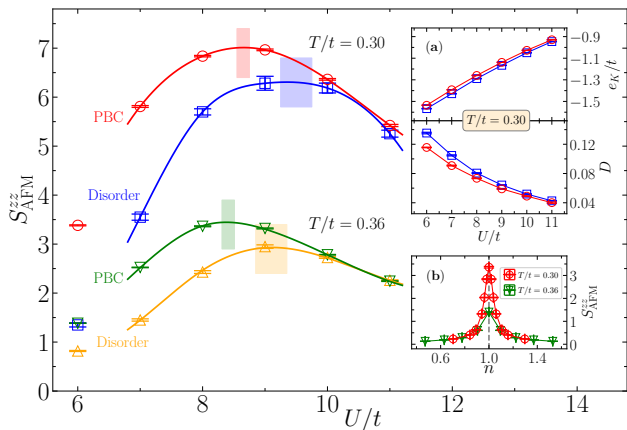 7
6
5
4
3
2
1
0
S^{zz}_{AFM}
6
8
10
12
14
U/t
T/t = 0.30
PBC
Disorder
T/t = 0.36
PBC
Disorder
(a)
−0.9
−1.1
−1.3
−1.5
e_K/t
T/t = 0.30
0.12
0.08
0.04
D
6 7 8 9 10 11
U/t
(b)
T/t = 0.30
T/t = 0.36
3
2
1
0
S^{zz}_{AFM}
0.6
1.0
1.4
n